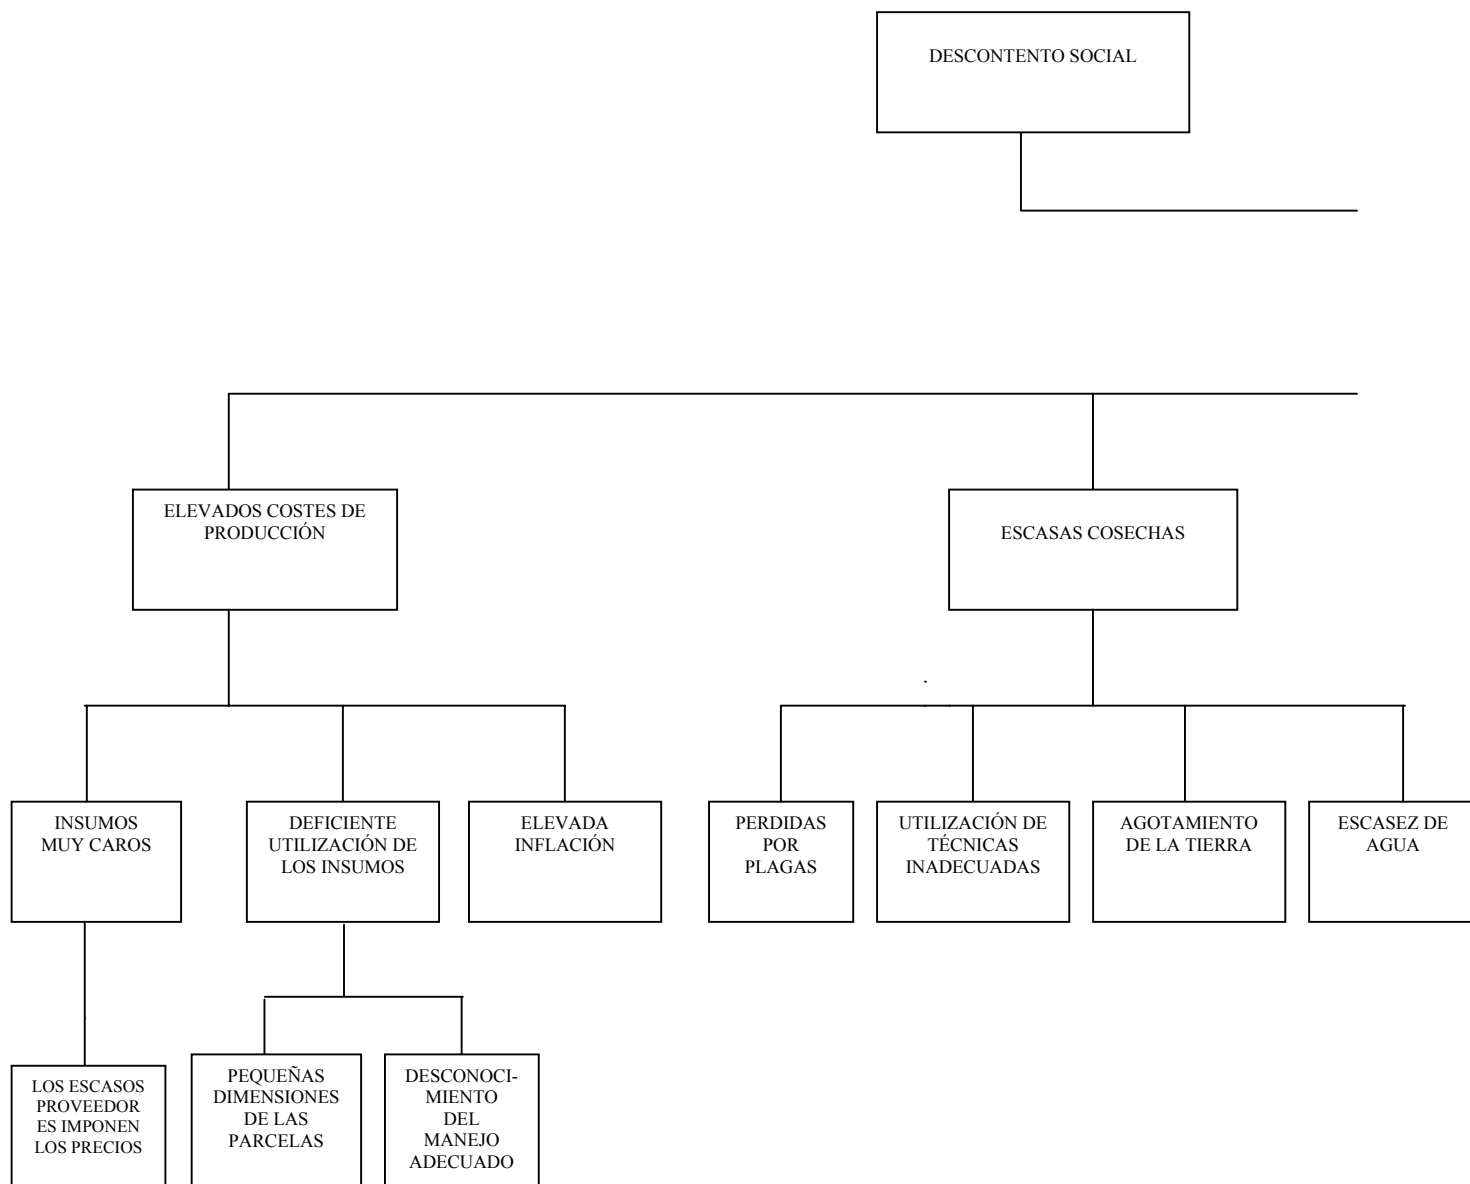 DESCONTENTO SOCIAL
ELEVADOS COSTES DE
PRODUCCIÓN
ESCASAS COSECHAS
INSUMOS
MUY CAROS
DEFICIENTE
UTILIZACIÓN DE
LOS INSUMOS
ELEVADA
INFLACIÓN
PERDIDAS
POR
PLAGAS
UTILIZACIÓN DE
TÉCNICAS
INADECUADAS
AGOTAMIENTO
DE LA TIERRA
ESCASEZ DE
AGUA
LOS ESCASOS
PROVEEDOR
ES IMPONEN
LOS PRECIOS
PEQUEÑAS
DIMENSIONES
DE LAS
PARCELAS
DESCONOCI-
MIENTO
DEL
MANEJO
ADECUADO